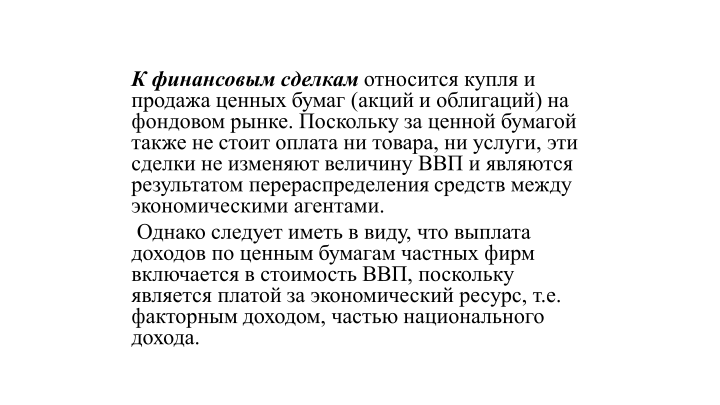 К финансовым сделкам относится купля и
продажа ценных бумаг (акций и облигаций) на
фондовом рынке. Поскольку за ценной бумагой
также не стоит оплата ни товара, ни услуги, эти
сделки не изменяют величину ВВП и являются
результатом перераспределения средств между
экономическими агентами.
Однако следует иметь в виду, что выплата
доходов по ценным бумагам частных фирм
включается в стоимость ВВП, поскольку
является платой за экономический ресурс, т.е.
факторным доходом, частью национального
дохода.